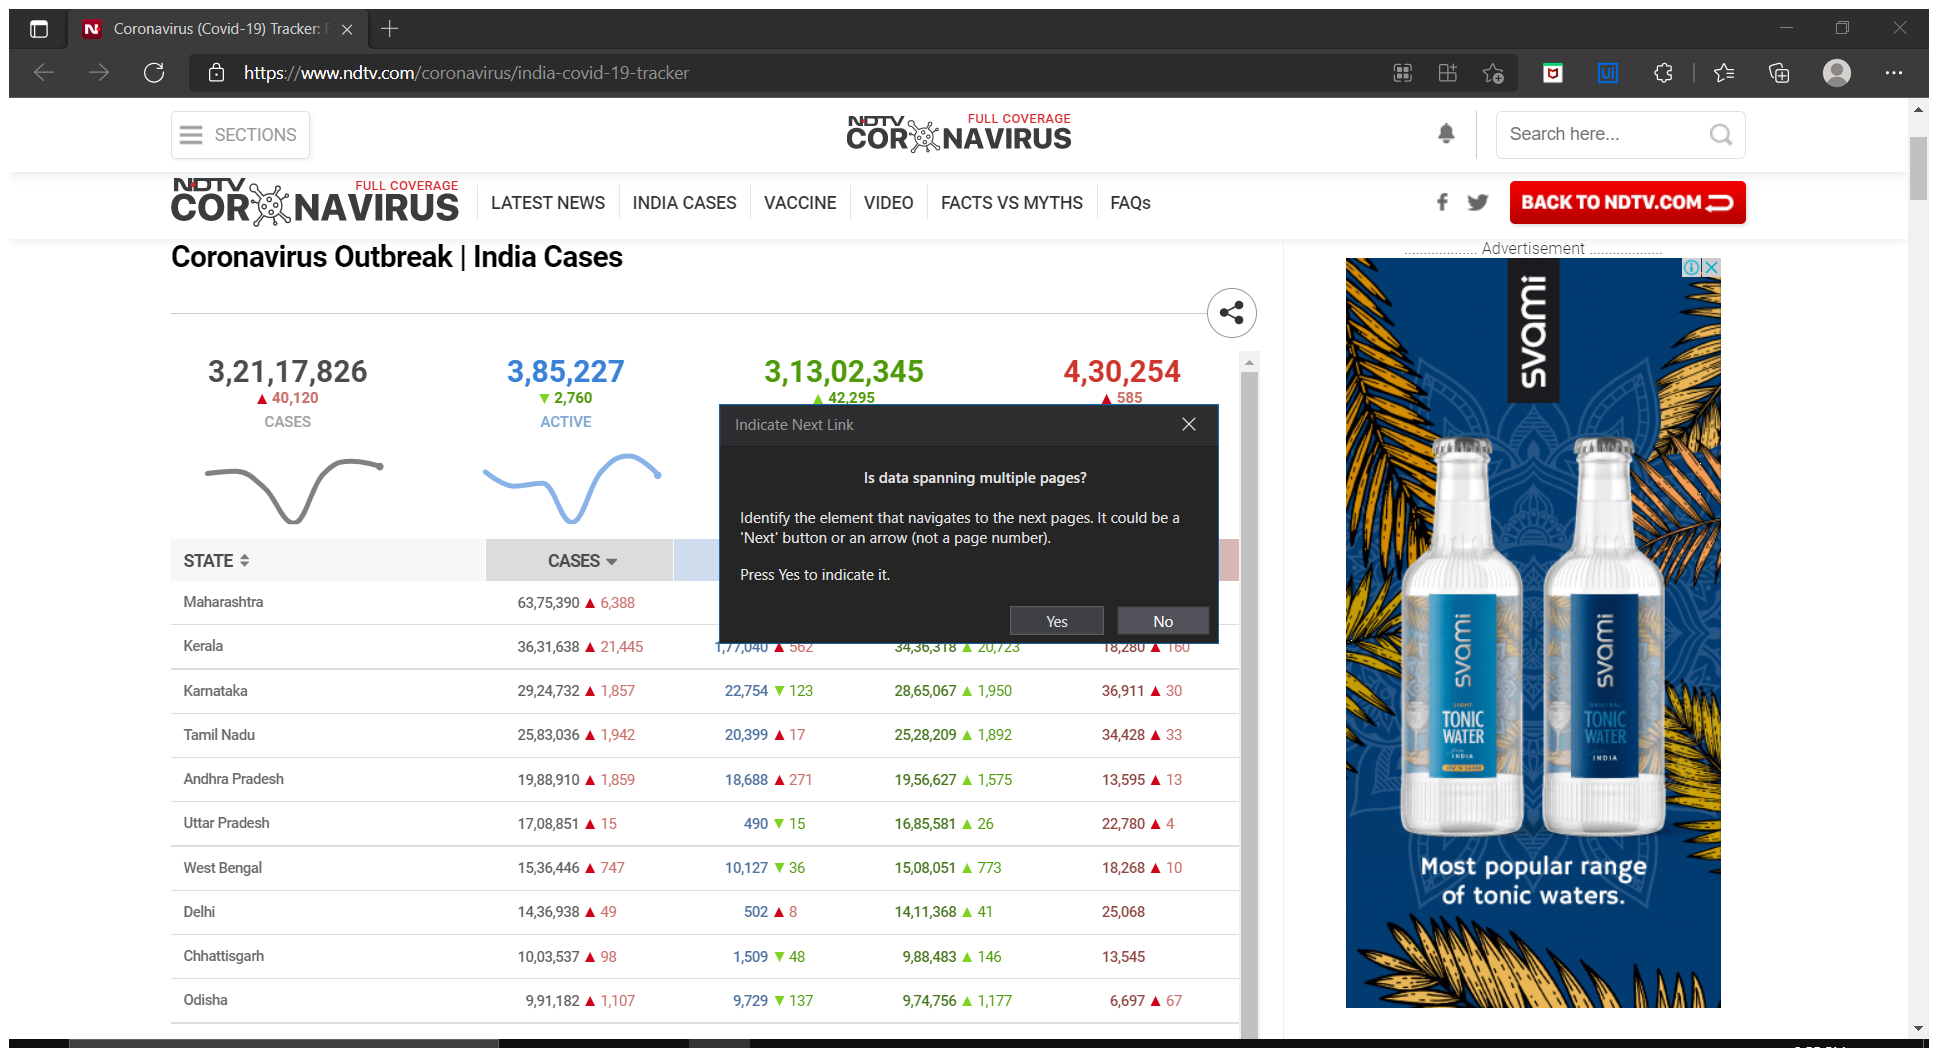 Coronavirus (Covid-19) Tracker:
https://www.ndtv.com/coronavirus/india-covid-19-tracker
SECTIONS
NDTV
FULL COVERAGE
CORONAVIRUS
Search here...
NDTV
FULL COVERAGE
CORONAVIRUS
LATEST NEWS
INDIA CASES
VACCINE
VIDEO
FACTS VS MYTHS
FAQs
BACK TO NDTV.COM
Coronavirus Outbreak | India Cases
3,21,17,826
▲ 40,120
CASES
3,85,227
▼ 2,760
ACTIVE
3,13,02,345
▲ 42,295
4,30,254
▲ 585
Indicate Next Link
Is data spanning multiple pages?
Identify the element that navigates to the next pages. It could be a
'Next' button or an arrow (not a page number).
Press Yes to indicate it.
Yes
No
STATE CASES
Maharashtra 63,75,390 ▲ 6,388
Kerala 36,31,638 ▲ 21,445 1,77,040 ▲ 562 34,36,318 ▲ 20,723 18,280 ▲ 160
Karnataka 29,24,732 ▲ 1,857 22,754 ▼ 123 28,65,067 ▲ 1,950 36,911 ▲ 30
Tamil Nadu 25,83,036 ▲ 1,942 20,399 ▲ 17 25,28,209 ▲ 1,892 34,428 ▲ 33
Andhra Pradesh 19,88,910 ▲ 1,859 18,688 ▲ 271 19,56,627 ▲ 1,575 13,595 ▲ 13
Uttar Pradesh 17,08,851 ▲ 15 490 ▼ 15 16,85,581 ▲ 26 22,780 ▲ 4
West Bengal 15,36,446 ▲ 747 10,127 ▼ 36 15,08,051 ▲ 773 18,268 ▲ 10
Delhi 14,36,938 ▲ 49 502 ▲ 8 14,11,368 ▲ 41 25,068
Chhattisgarh 10,03,537 ▲ 98 1,509 ▼ 48 9,88,483 ▲ 146 13,545
Odisha 9,91,182 ▲ 1,107 9,729 ▼ 137 9,74,756 ▲ 1,177 6,697 ▲ 67
Advertisement
svami
svami
LIGHT
TONIC
WATER
INDIA
svami
ORIGINAL
TONIC
WATER
INDIA
Most popular range
of tonic waters.